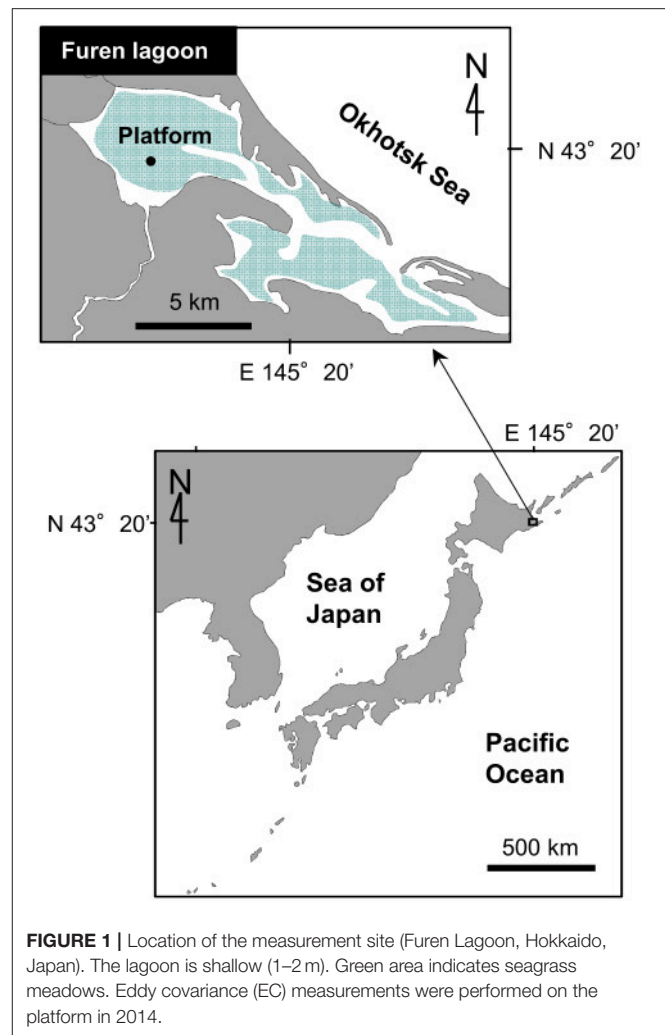 Furen lagoon
N
Okhotsk Sea
Platform
N 43° 20'
5 km
E 145° 20'
E 145° 20'
N
N 43° 20'
Sea of
Japan
Pacific
Ocean
500 km
FIGURE 1 | Location of the measurement site (Furen Lagoon, Hokkaido,
Japan). The lagoon is shallow (1–2 m). Green area indicates seagrass
meadows. Eddy covariance (EC) measurements were performed on the
platform in 2014.